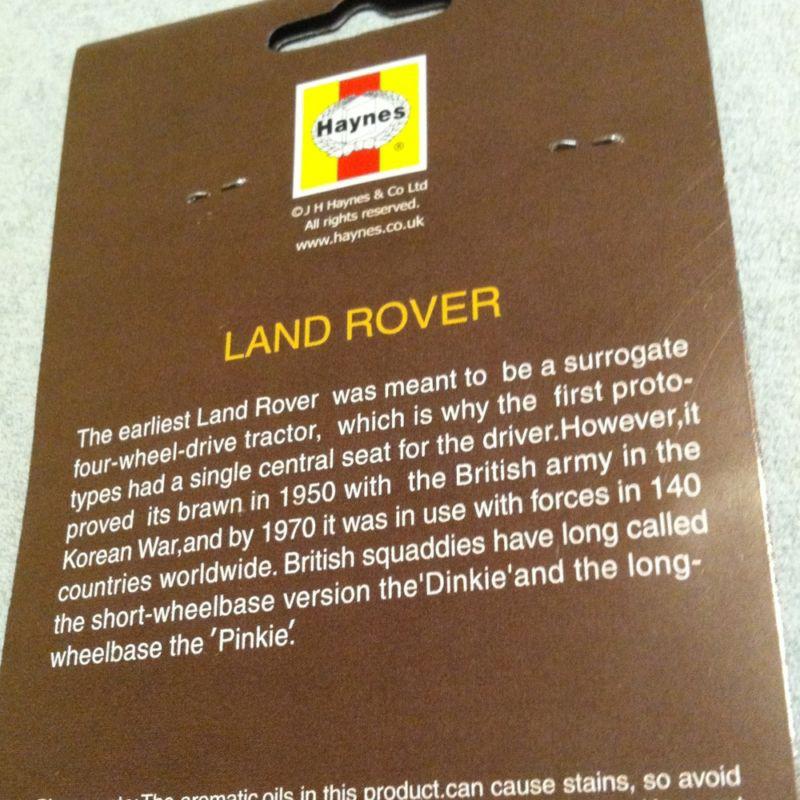 Haynes
®
©J H Haynes & Co Ltd
All rights reserved.
www.haynes.co.uk
LAND ROVER
The earliest Land Rover was meant to be a surrogate
four-wheel-drive tractor, which is why the first proto-
types had a single central seat for the driver.However,it
proved its brawn in 1950 with the British army in the
Korean War,and by 1970 it was in use with forces in 140
countries worldwide. British squaddies have long called
the short-wheelbase version the'Dinkie'and the long-
wheelbase the 'Pinkie'.
The aromatic oils in this product.can cause stains, so avoid